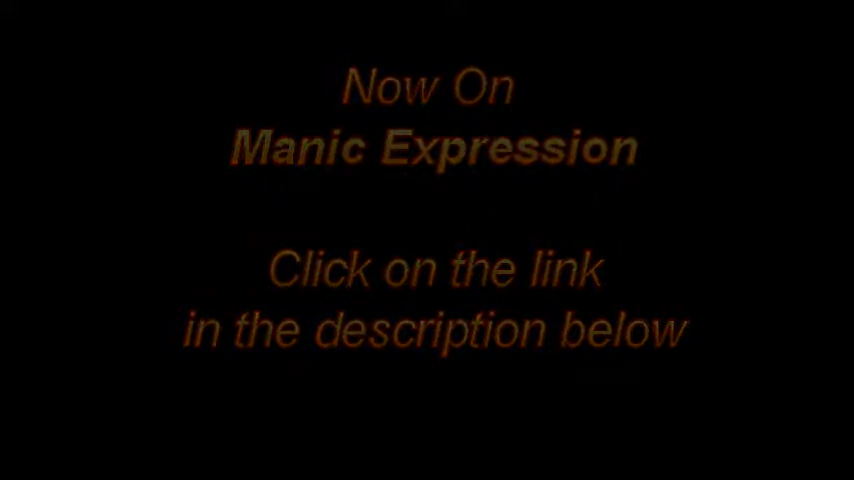 Now On
Manic Expression
Click on the link
in the description below